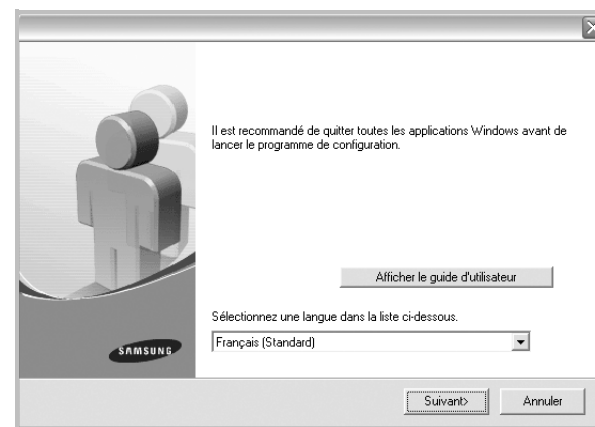 Il est recommandé de quitter toutes les applications Windows avant de
lancer le programme de configuration.
Afficher le guide d'utilisateur
Sélectionnez une langue dans la liste ci-dessous.
Français (Standard)
SAMSUNG
Suivant>
Annuler